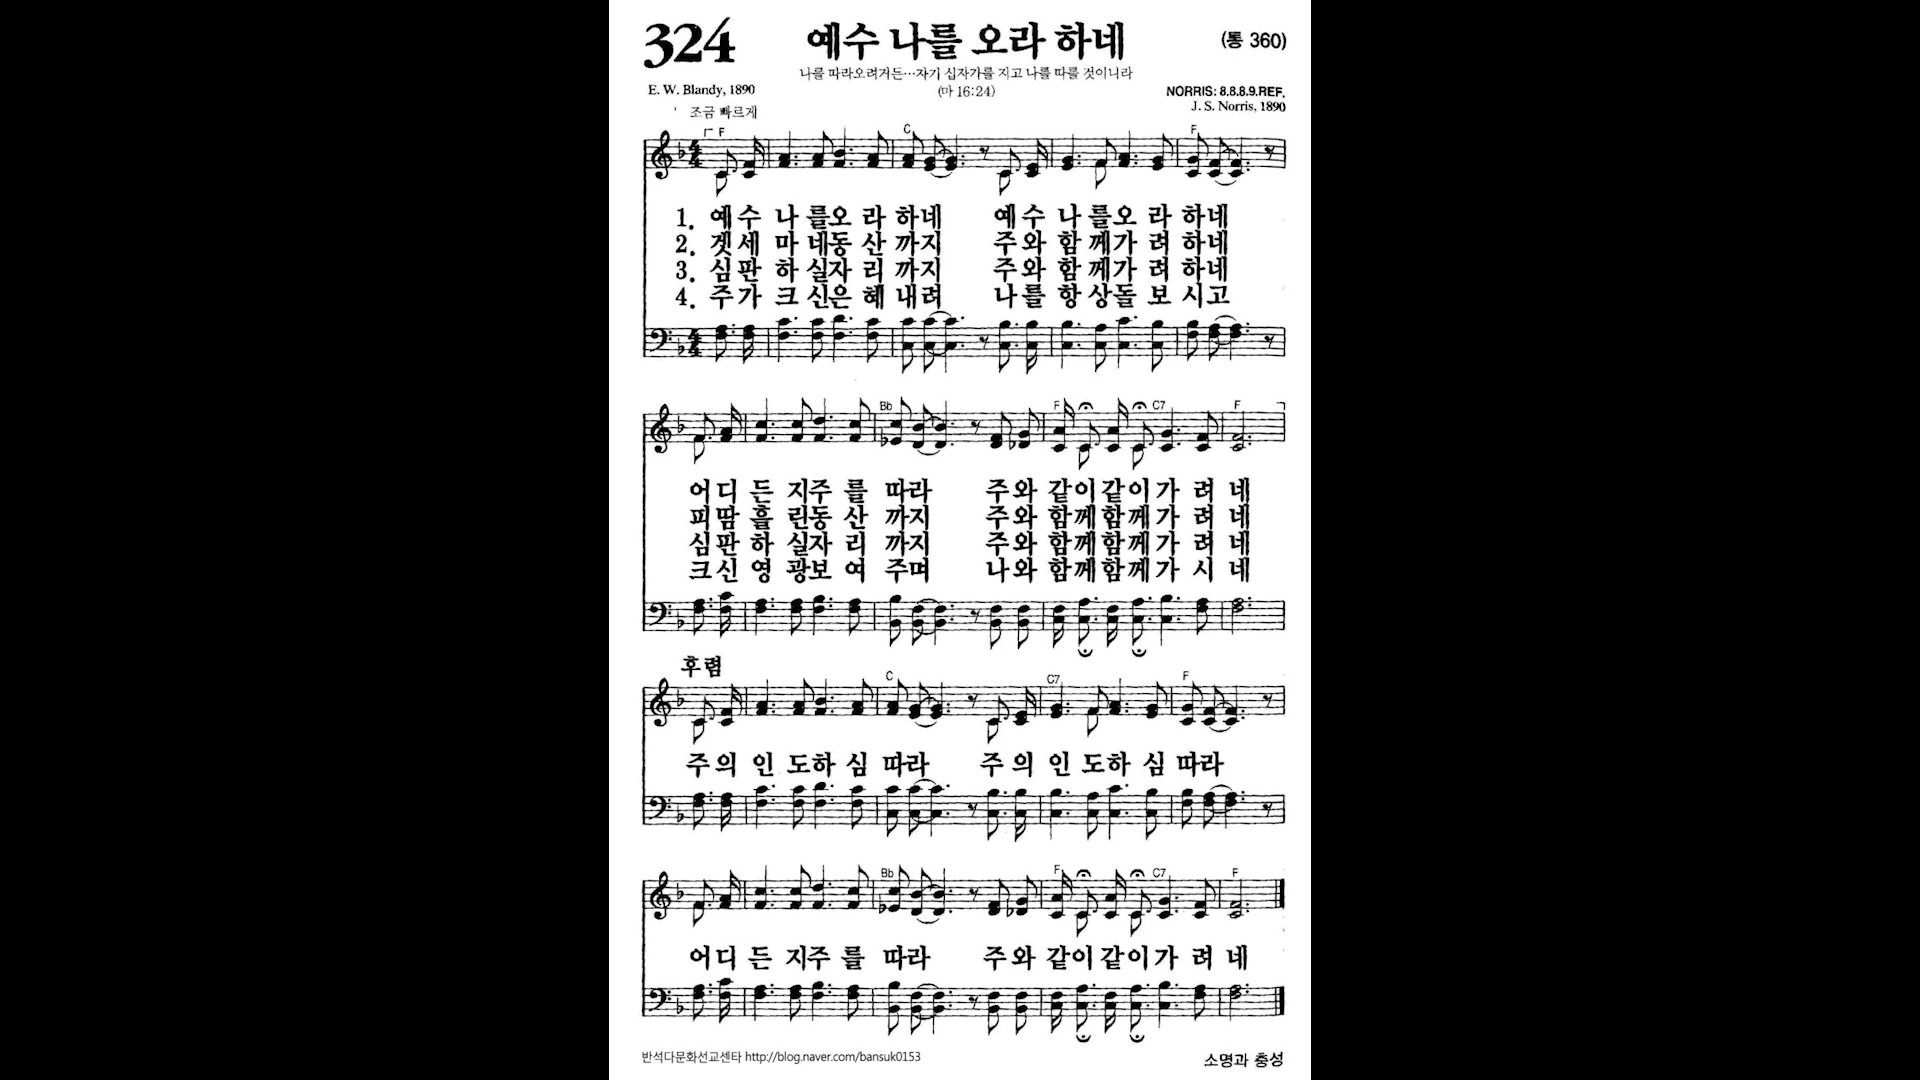 324
예수 나를 오라 하네
(통 360)
나를 따라오려거든…자기 십자가를 지고 나를 따를 것이니라
(마 16:24)
E. W. Blandy, 1890
NORRIS: 8.8.8.9.REF.
J. S. Norris, 1890
조금 빠르게
F C F
1. 예수 나를오라 하네 예수 나를오라 하네
2. 겟세마네동산까지 주와 함께가려하네
3. 심판하실자리까지 주와 함께가려하네
4. 주가크신은혜내려 나를항상돌보시고
Bb F C7 F
어디든지주를 따라 주와 같이같이가려네
피땀흘린동산 까지 주와 함께함께가려네
심판하실자리 까지 주와 함께함께가려네
크신영광보여 주며 나와 함께함께가시네
후렴
C C7 F
주의 인도하심 따라 주의 인도하심 따라
Bb F C7 F
어디든지주를 따라 주와 같이같이가려네
반석다문화선교센타 http://blog.naver.com/bansuk0153
소명과 충성